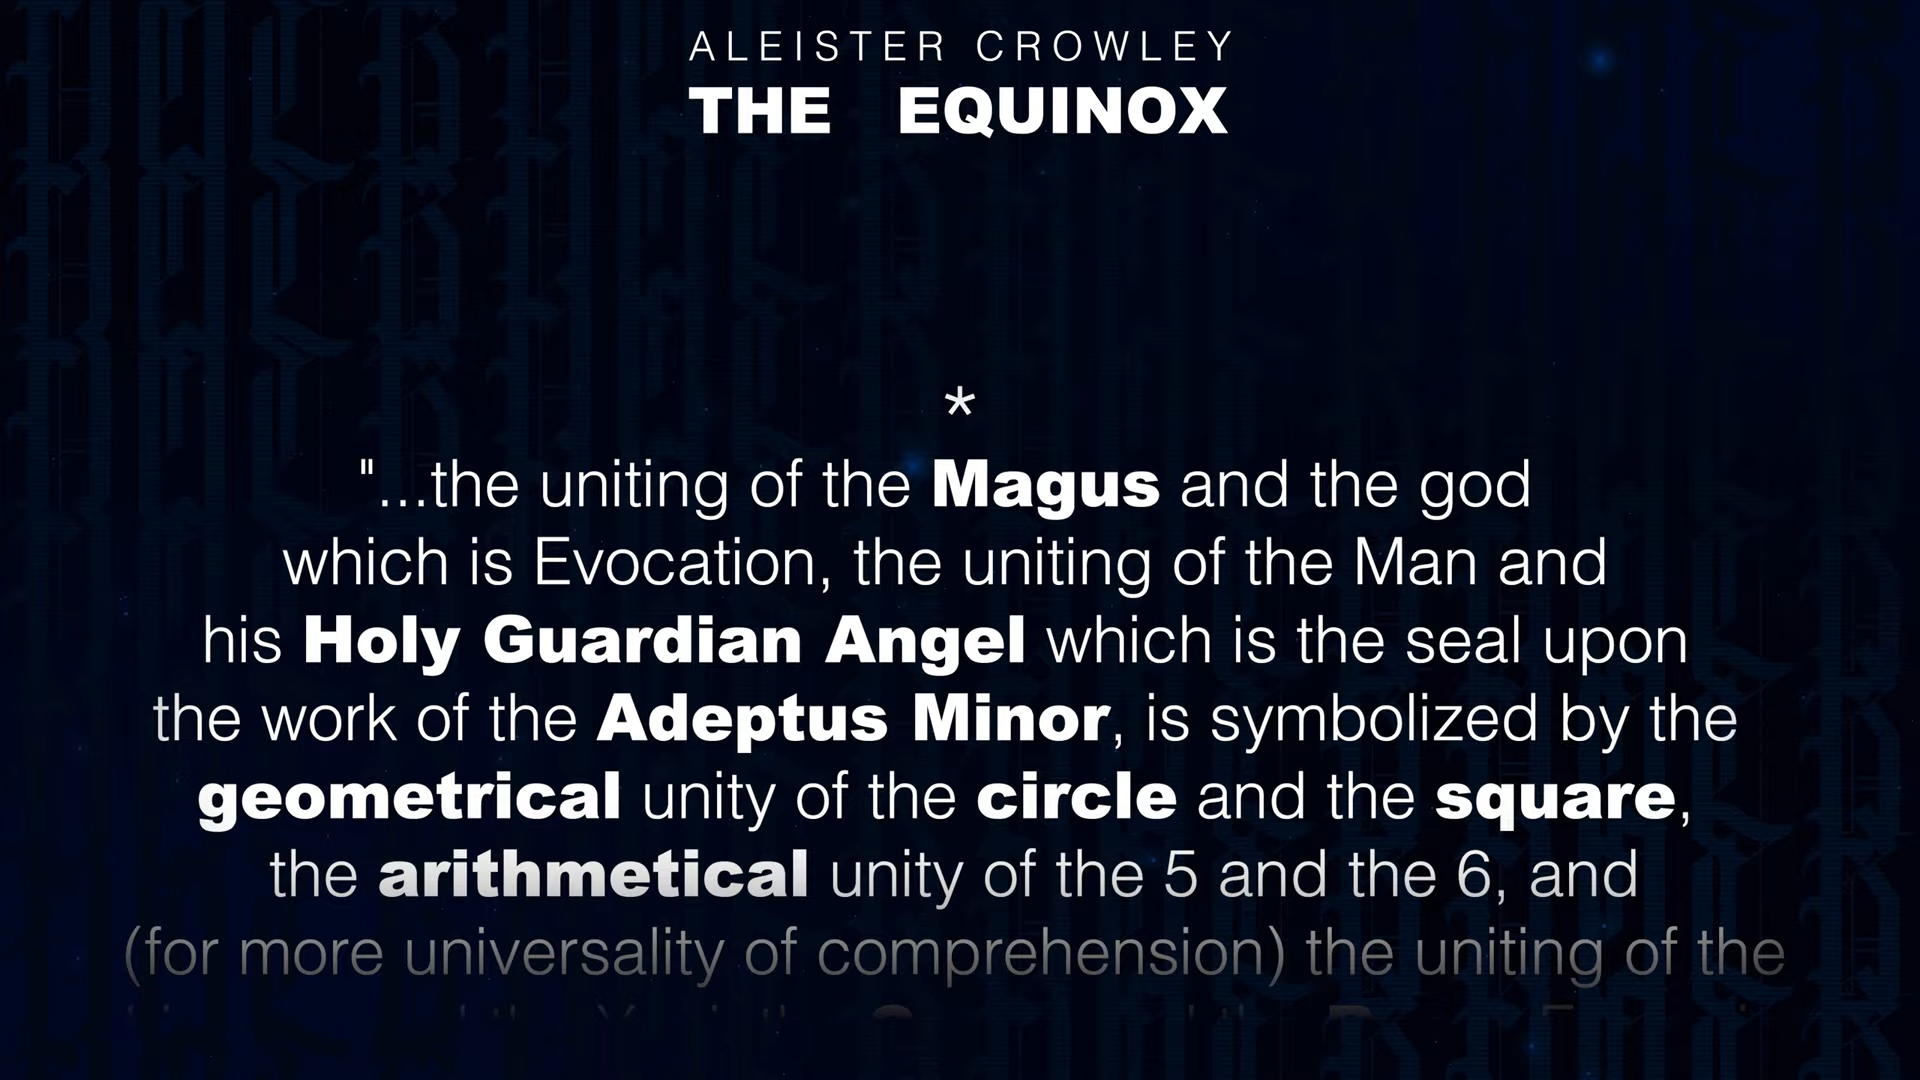 ALEISTER CROWLEY
THE EQUINOX
*
"...the uniting of the Magus and the god
which is Evocation, the uniting of the Man and
his Holy Guardian Angel which is the seal upon
the work of the Adeptus Minor, is symbolized by the
geometrical unity of the circle and the square,
the arithmetical unity of the 5 and the 6, and
(for more universality of comprehension) the uniting of the